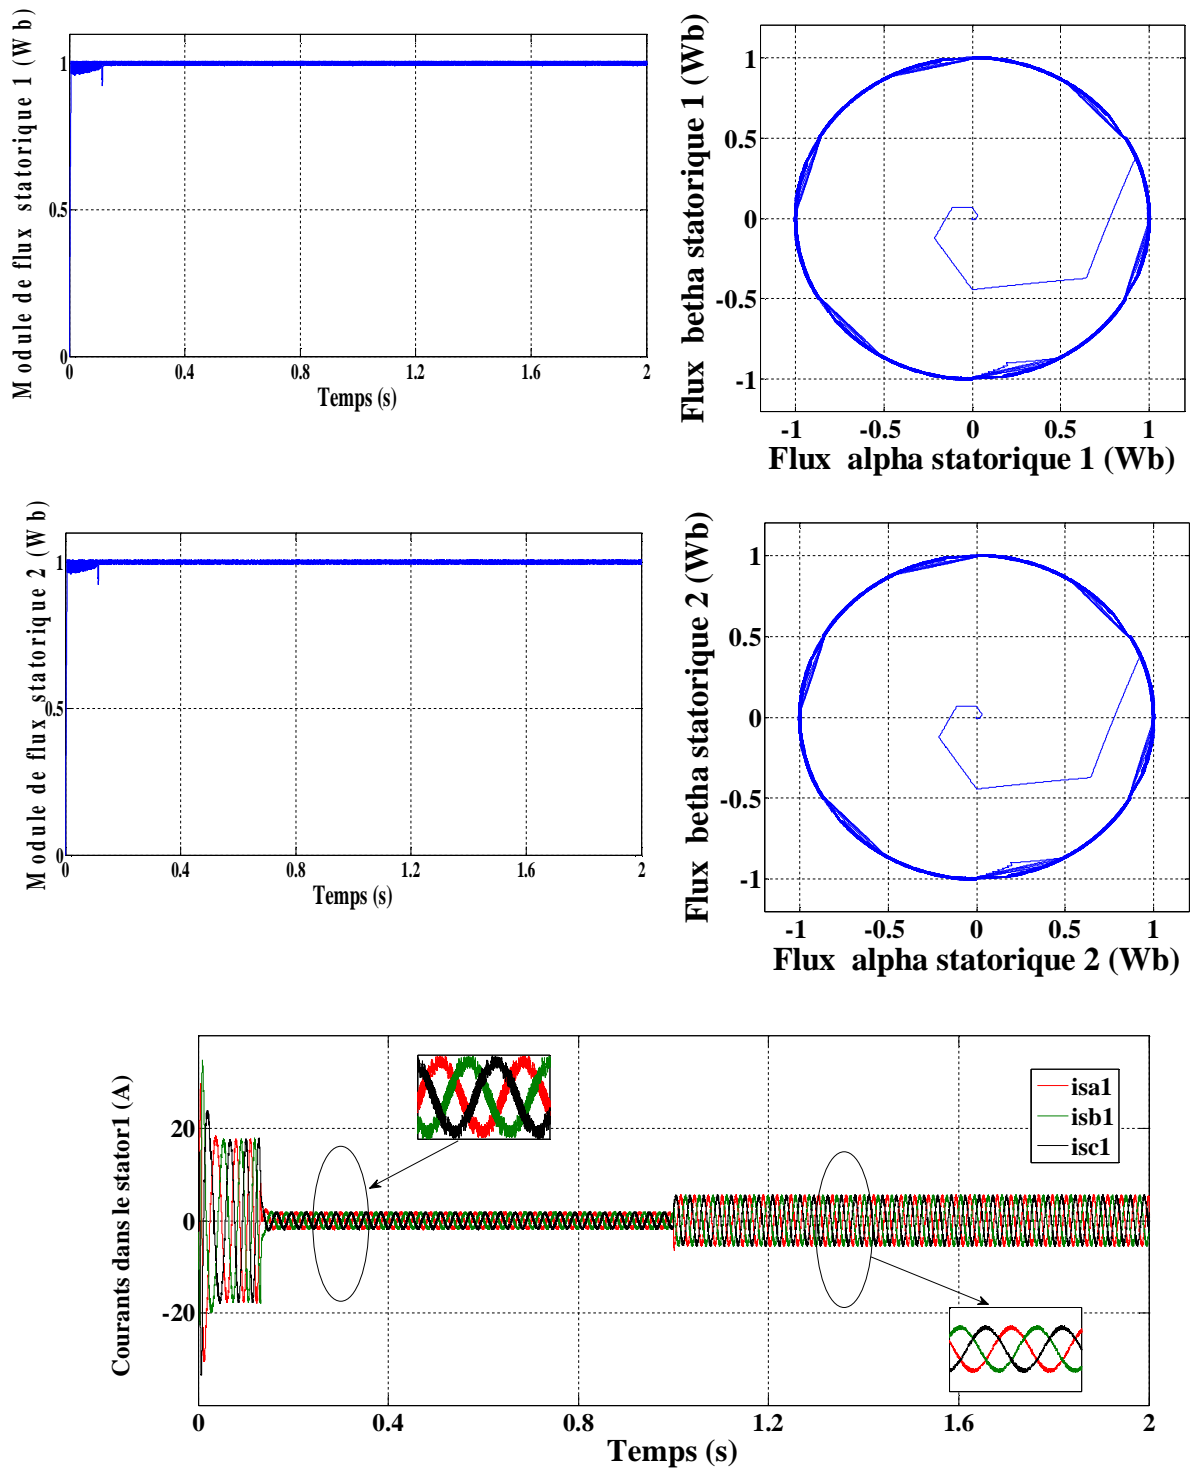 Module de flux statorique 1 (Wb)
1
0.5
0
0 0.4 0.8 1.2 1.6 2
Temps (s)
Flux betha statorique 1 (Wb)
1
0.5
0
-0.5
-1
-1 -0.5 0 0.5 1
Flux alpha statorique 1 (Wb)
Module de flux statorique 2 (Wb)
1
0.5
0
0 0.4 0.8 1.2 1.6 2
Temps (s)
Flux betha statorique 2 (Wb)
1
0.5
0
-0.5
-1
-1 -0.5 0 0.5 1
Flux alpha statorique 2 (Wb)
Courants dans le stator1 (A)
20
0
-20
isa1
isb1
isc1
0 0.4 0.8 1.2 1.6 2
Temps (s)